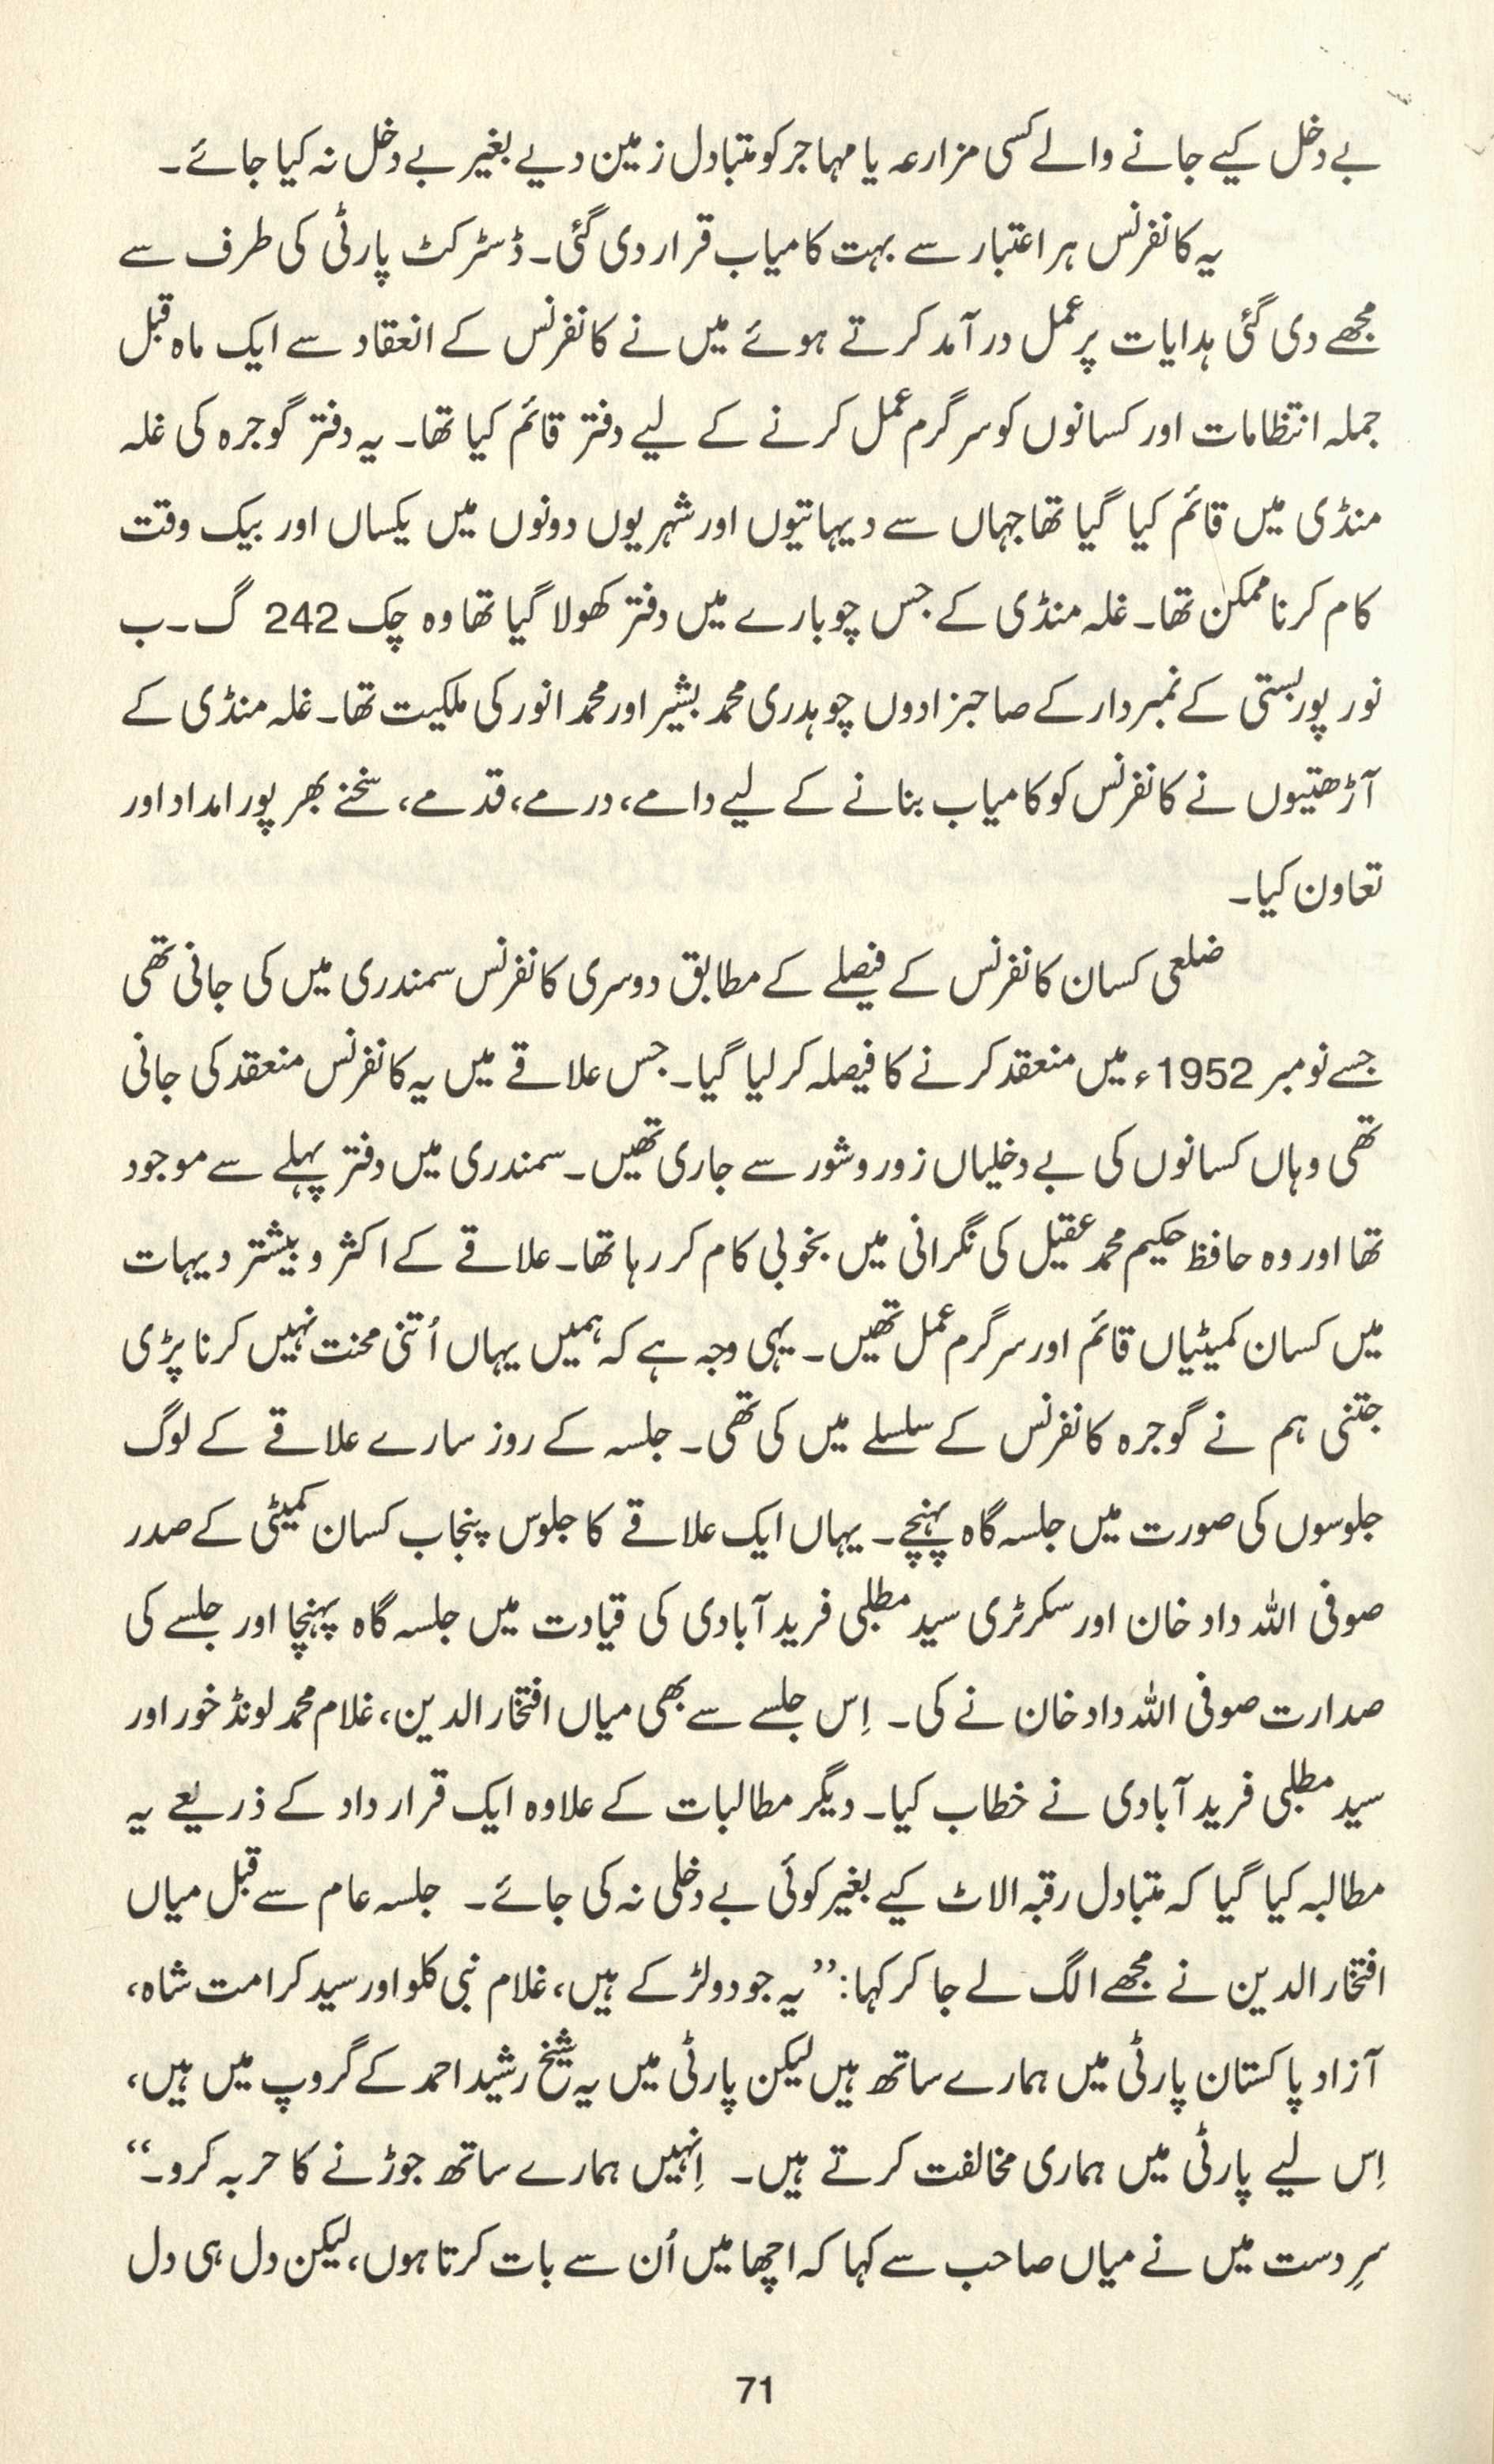 بے دخل کیے جانے والے کسی مزارعہ یا مہاجر کو متبادل زمین دیے بغیر بے دخل نہ کیا جائے۔
یہ کانفرنس ہر اعتبار سے بہت کامیاب قرار دی گئی۔ ڈسٹرکٹ پارٹی کی طرف سے
مجھے دی گئی ہدایات پر عمل در آمد کرتے ہوئے میں نے کانفرنس کے انعقاد سے ایک ماہ قبل
جملہ انتظامات اور کسانوں کو سرگرم عمل کرنے کے لیے دفتر قائم کیا تھا۔ یہ دفتر گوجرہ کی غلہ
منڈی میں قائم کیا گیا تھا جہاں سے دیہاتیوں اور شہریوں دونوں میں یکساں اور بیک وقت
کام کرنا ممکن تھا۔ غلہ منڈی کے جس چوبارے میں دفتر کھولا گیا تھا وہ چک 242 گ۔ب
نور پور بستی کے نمبردار کے صاحبزادوں چوہدری محمد بشیر اور محمد انور کی ملکیت تھا۔ غلہ منڈی کے
آڑھتیوں نے کانفرنس کو کامیاب بنانے کے لیے دامے، درمے، قدمے، سخنے بھر پور امداد اور
تعاون کیا۔
ضلعی کسان کانفرنس کے فیصلے کے مطابق دوسری کانفرنس سمندری میں کی جانی تھی
جسے نومبر 1952ء میں منعقد کرنے کا فیصلہ کر لیا گیا۔ جس علاقے میں یہ کانفرنس منعقد کی جانی
تھی وہاں کسانوں کی بے دخلیاں زور و شور سے جاری تھیں۔ سمندری میں دفتر پہلے سے موجود
تھا اور وہ حافظ حکیم محمد عقیل کی نگرانی میں بخوبی کام کر رہا تھا۔ علاقے کے اکثر و بیشتر دیہات
میں کسان کمیٹیاں قائم اور سرگرم عمل تھیں۔ یہی وجہ ہے کہ ہمیں یہاں اُتنی محنت نہیں کرنا پڑی
جتنی ہم نے گوجرہ کانفرنس کے سلسلے میں کی تھی۔ جلسہ کے روز سارے علاقے کے لوگ
جلوسوں کی صورت میں جلسہ گاہ پہنچے۔ یہاں ایک علاقے کا جلوس پنجاب کسان کمیٹی کے صدر
صوفی اللہ داد خان اور سکرٹری سید مطلبی فرید آبادی کی قیادت میں جلسہ گاہ پہنچا اور جلسے کی
صدارت صوفی اللہ داد خان نے کی۔ اِس جلسے سے بھی میاں افتخار الدین، غلام محمد لونڈ خور اور
سید مطلبی فرید آبادی نے خطاب کیا۔ دیگر مطالبات کے علاوہ ایک قرار داد کے ذریعے یہ
مطالبہ کیا گیا کہ متبادل رقبہ الاٹ کیے بغیر کوئی بے دخلی نہ کی جائے۔ جلسہ عام سے قبل میاں
افتخار الدین نے مجھے الگ لے جا کر کہا: ’’یہ جو دو لڑکے ہیں، غلام نبی کلو اور سید کرامت شاہ،
آزاد پاکستان پارٹی میں ہمارے ساتھ ہیں لیکن پارٹی میں یہ شیخ رشید احمد کے گروپ میں ہیں،
اِس لیے پارٹی میں ہماری مخالفت کرتے ہیں۔ اِنہیں ہمارے ساتھ جوڑنے کا حربہ کرو۔‘‘
سرِدست میں نے میاں صاحب سے کہا کہ اچھا میں اُن سے بات کرتا ہوں، لیکن دل ہی دل
71